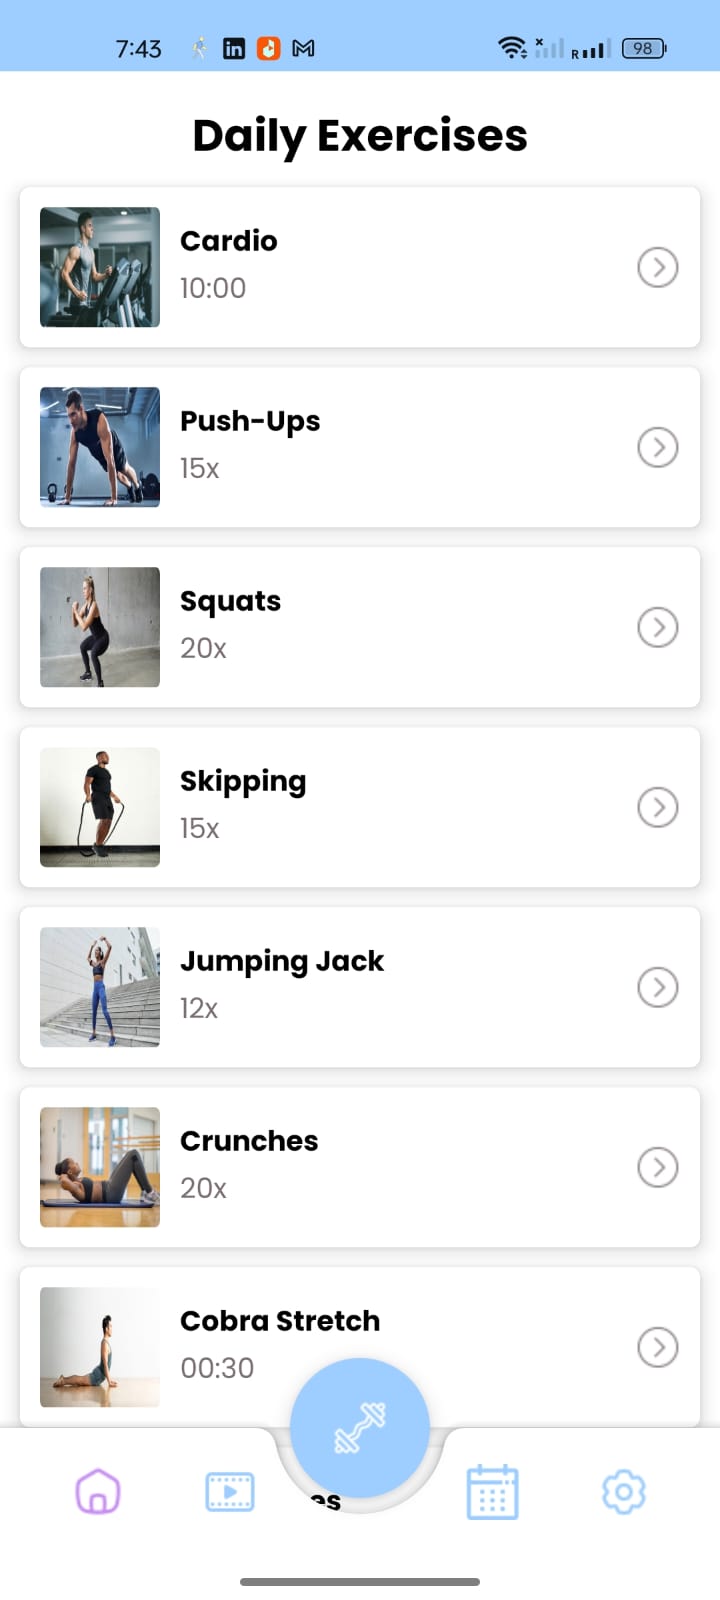 7:43
R
98
Daily Exercises
Cardio
10:00
Push-Ups
15x
Squats
20x
Skipping
15x
Jumping Jack
12x
Crunches
20x
Cobra Stretch
00:30
es